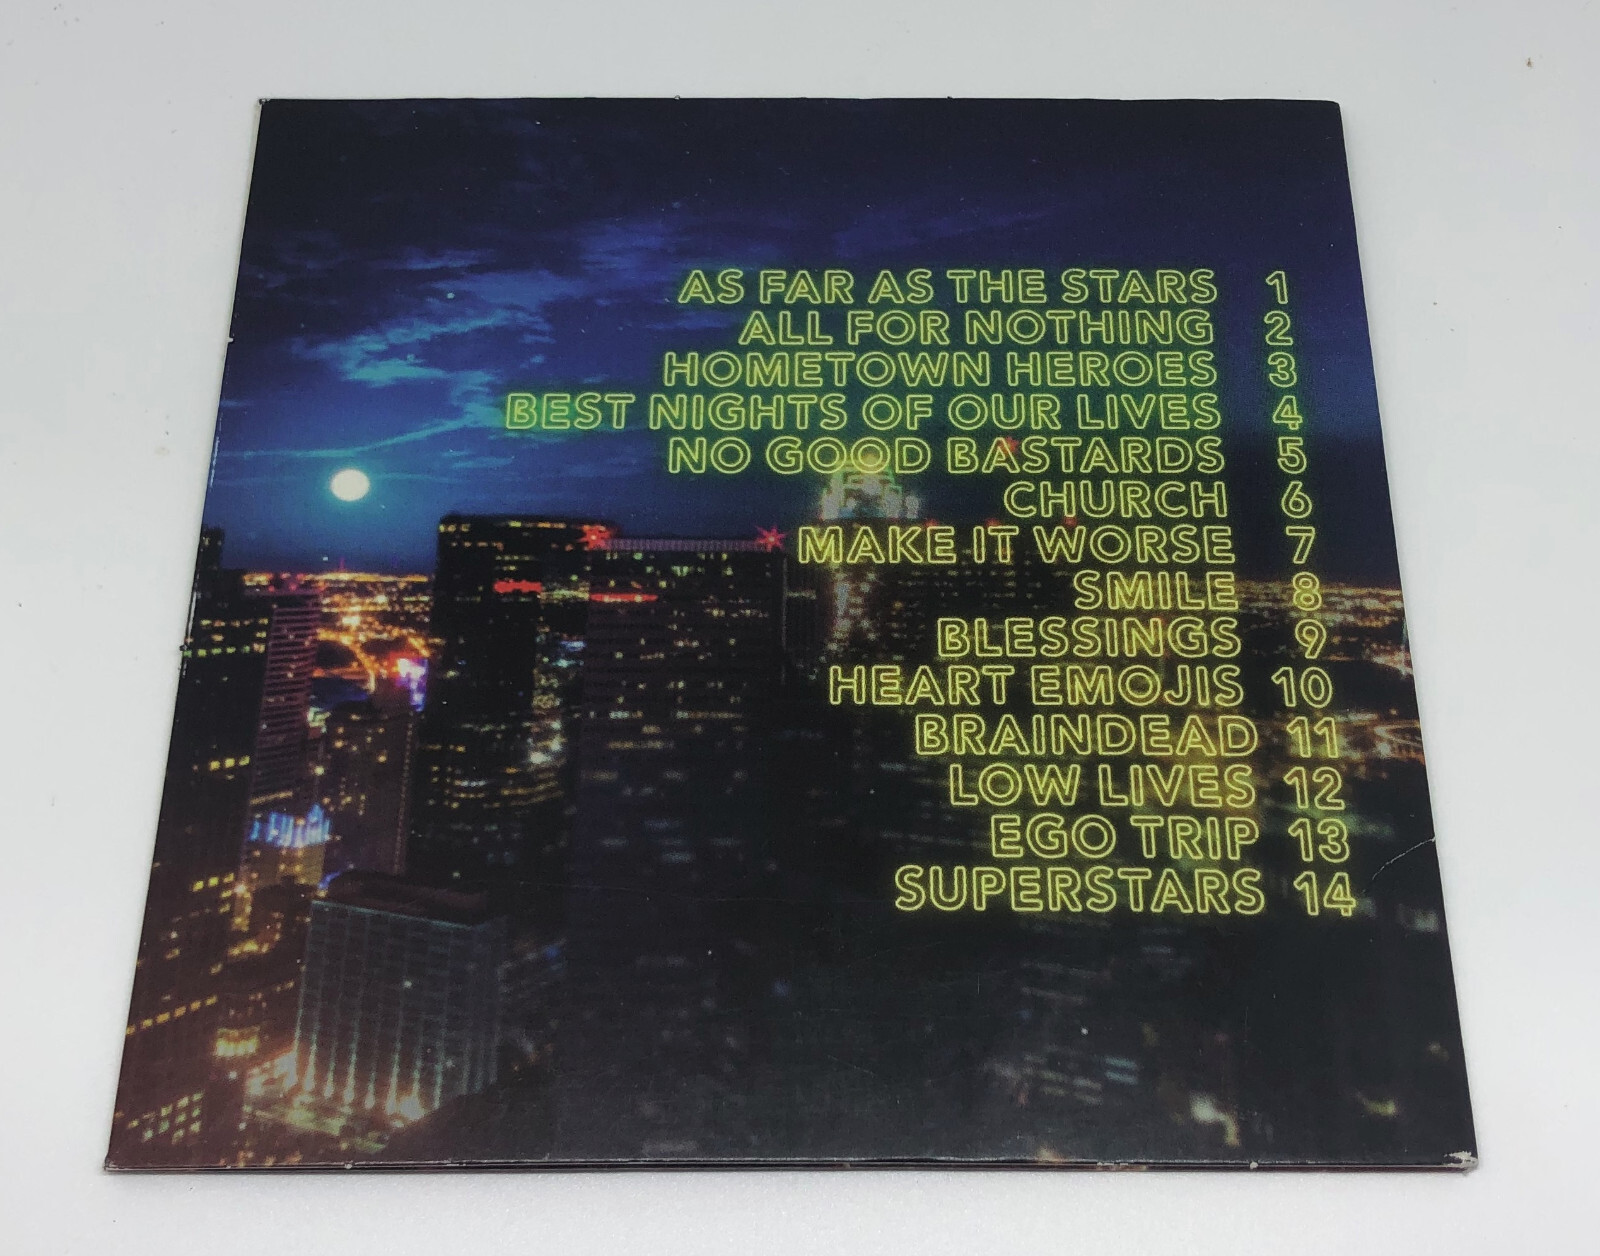 AS FAR AS THE STARS 1
ALL FOR NOTHING 2
HOMETOWN HEROES 3
BEST NIGHTS OF OUR LIVES 4
NO GOOD BASTARDS 5
CHURCH 6
MAKE IT WORSE 7
SMILE 8
BLESSINGS 9
HEART EMOJIS 10
BRAINDEAD 11
LOW LIVES 12
EGO TRIP 13
SUPERSTARS 14